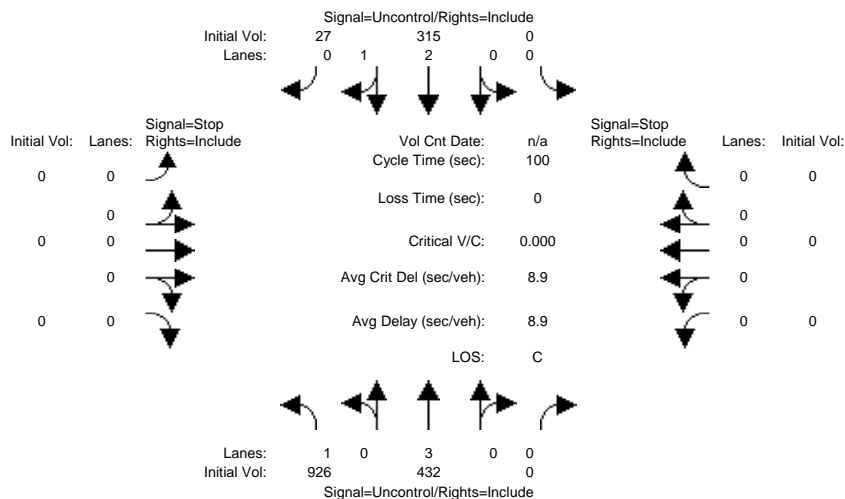 Signal=Uncontrol/Rights=Include
Initial Vol: 27 315 0
Lanes: 0 1 2 0 0
Signal=Stop
Initial Vol: Lanes: Rights=Include
Vol Cnt Date: n/a
Signal=Stop
Rights=Include Lanes: Initial Vol:
Cycle Time (sec): 100
0 0
0 0
Loss Time (sec): 0
0
0
0 0
Critical V/C: 0.000
0 0
0
Avg Crit Del (sec/veh): 8.9
0
0 0
Avg Delay (sec/veh): 8.9
0 0
LOS: C
Lanes: 1 0 3 0 0
Initial Vol: 926 432 0
Signal=Uncontrol/Rights=Include